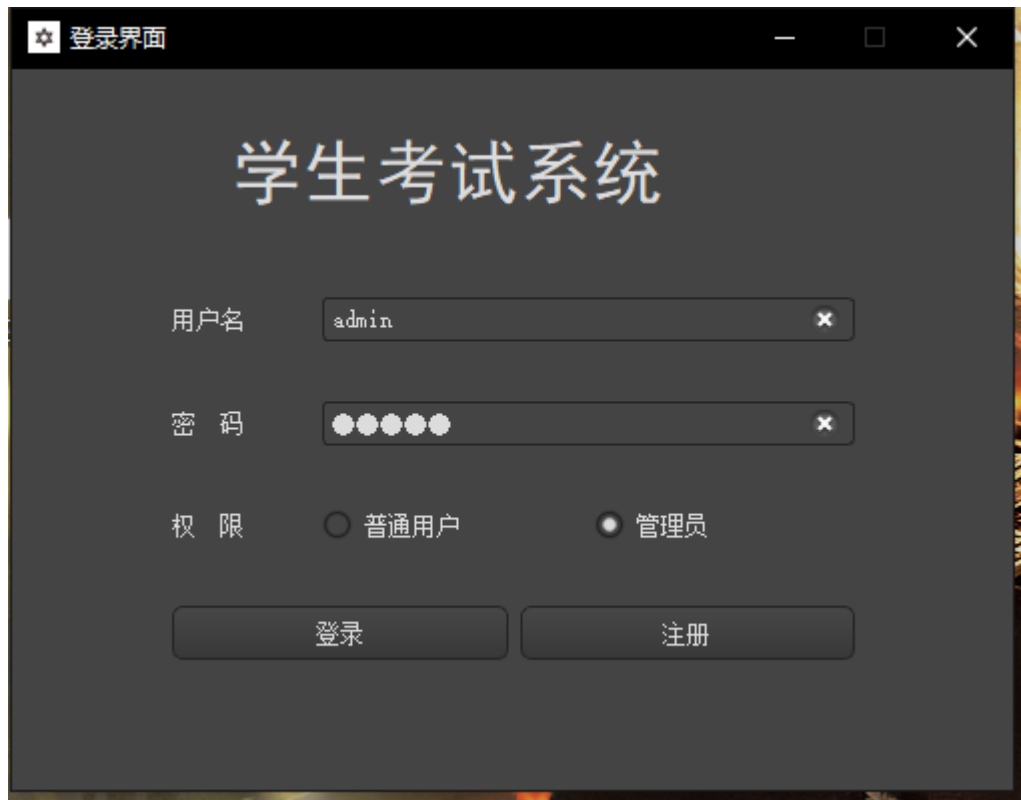 登录界面
学生考试系统
用户名 admin
密 码
权 限 普通用户 管理员
登录 注册